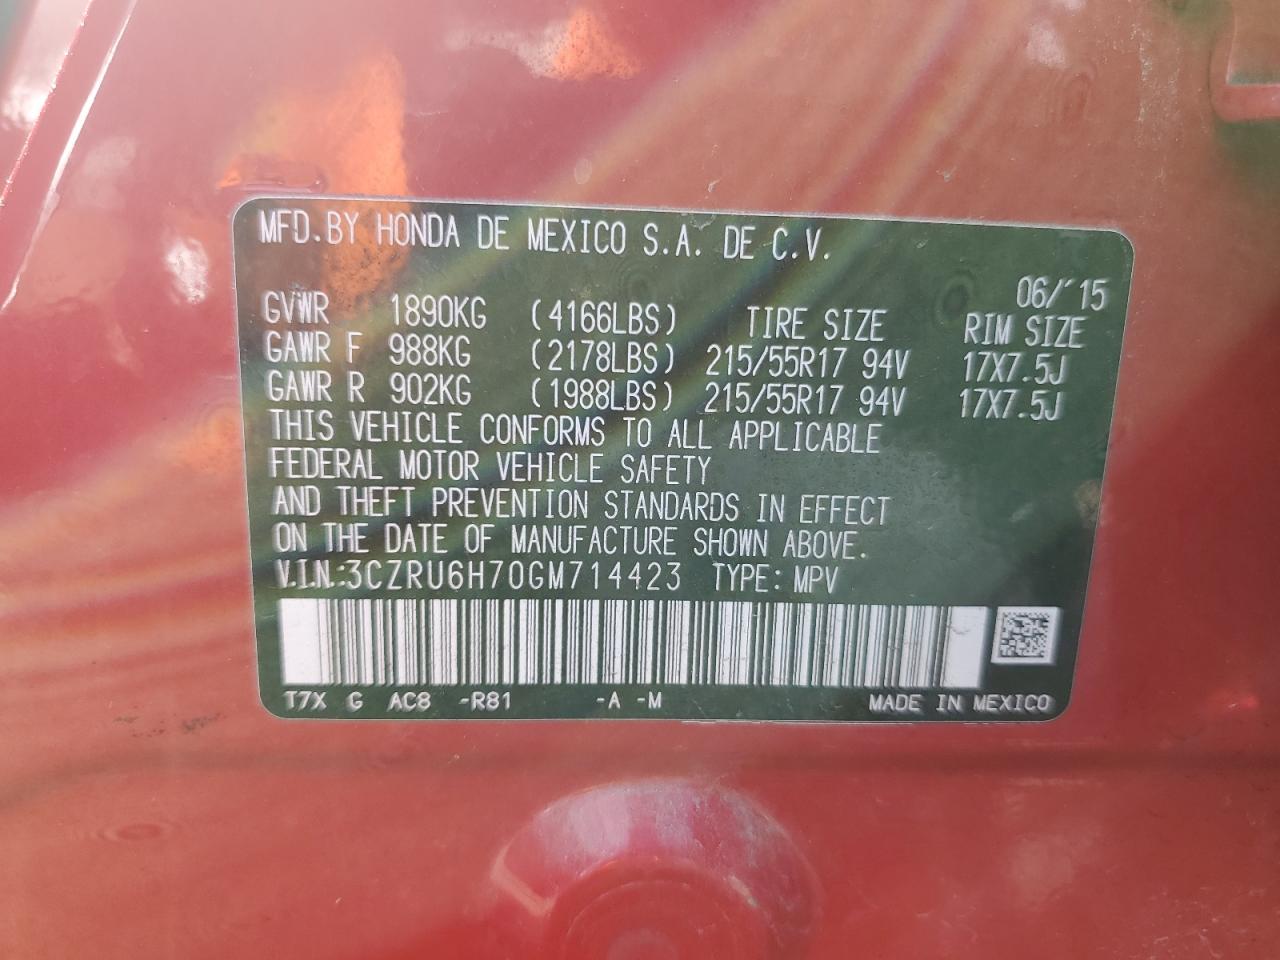 MFD.BY HONDA DE MEXICO S.A. DE C.V.
06/'15
GVWR 1890KG (4166LBS) TIRE SIZE RIM SIZE
GAWR F 988KG (2178LBS) 215/55R17 94V 17X7.5J
GAWR R 902KG (1988LBS) 215/55R17 94V 17X7.5J
THIS VEHICLE CONFORMS TO ALL APPLICABLE
FEDERAL MOTOR VEHICLE SAFETY
AND THEFT PREVENTION STANDARDS IN EFFECT
ON THE DATE OF MANUFACTURE SHOWN ABOVE.
V.I.N.:3CZRU6H70GM714423 TYPE: MPV
T7X G AC8 -R81 -A -M MADE IN MEXICO